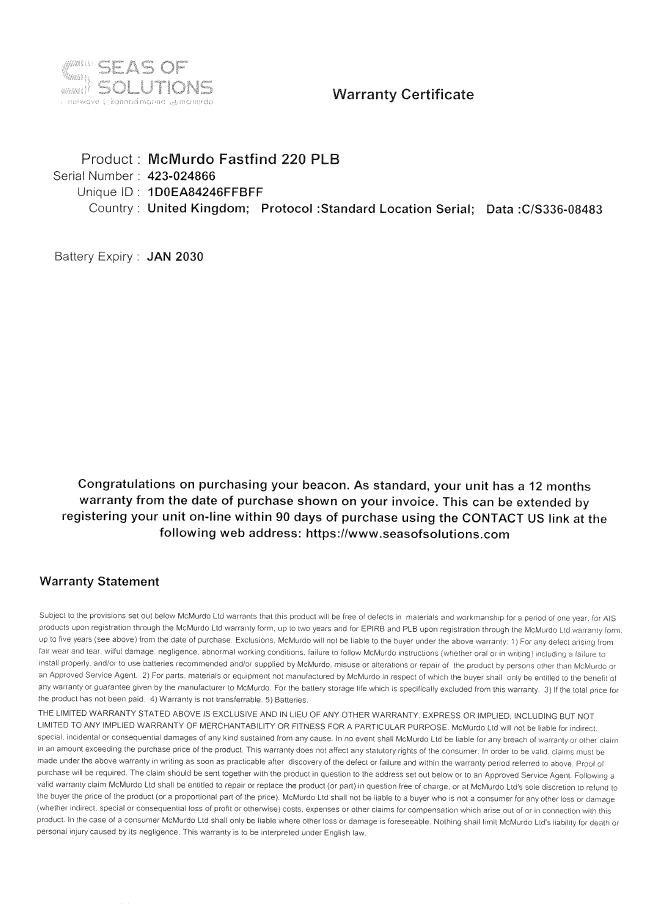 SEAS OF
SOLUTIONS
netwave kannad marine mcmurdo
Warranty Certificate
Product : McMurdo Fastfind 220 PLB
Serial Number : 423-024866
Unique ID : 1D0EA84246FFBFF
Country : United Kingdom; Protocol :Standard Location Serial; Data :C/S336-08483
Battery Expiry : JAN 2030
Congratulations on purchasing your beacon. As standard, your unit has a 12 months
warranty from the date of purchase shown on your invoice. This can be extended by
registering your unit on-line within 90 days of purchase using the CONTACT US link at the
following web address: https://www.seasofsolutions.com
Warranty Statement
Subject to the provisions set out below McMurdo Ltd warrants that this product will be free of defects in materials and workmanship for a period of one year, for AIS
products upon registration through the McMurdo Ltd warranty form, up to two years and for EPIRB and PLB upon registration through the McMurdo Ltd warranty form,
up to five years (see above) from the date of purchase. Exclusions, McMurdo will not be liable to the buyer under the above warranty: 1) For any defect arising from
fair wear and tear, wilful damage, negligence, abnormal working conditions, failure to follow McMurdo instructions (whether oral or in writing) including a failure to
install properly, and/or to use batteries recommended and/or supplied by McMurdo, misuse or alterations or repair of the product by persons other than McMurdo or
an Approved Service Agent. 2) For parts, materials or equipment not manufactured by McMurdo in respect of which the buyer shall only be entitled to the benefit of
any warranty or guarantee given by the manufacturer to McMurdo. For the battery storage life which is specifically excluded from this warranty. 3) If the total price for
the product has not been paid. 4) Warranty is not transferrable. 5) Batteries.
THE LIMITED WARRANTY STATED ABOVE IS EXCLUSIVE AND IN LIEU OF ANY OTHER WARRANTY, EXPRESS OR IMPLIED, INCLUDING BUT NOT
LIMITED TO ANY IMPLIED WARRANTY OF MERCHANTABILITY OR FITNESS FOR A PARTICULAR PURPOSE. McMurdo Ltd will not be liable for indirect,
special, incidental or consequential damages of any kind sustained from any cause. In no event shall McMurdo Ltd be liable for any breach of warranty or other claim
in an amount exceeding the purchase price of the product. This warranty does not affect any statutory rights of the consumer. In order to be valid, claims must be
made under the above warranty in writing as soon as practicable after discovery of the defect or failure and within the warranty period referred to above. Proof of
purchase will be required. The claim should be sent together with the product in question to the address set out below or to an Approved Service Agent. Following a
valid warranty claim McMurdo Ltd shall be entitled to repair or replace the product (or part) in question free of charge, or at McMurdo Ltd's sole discretion to refund to
the buyer the price of the product (or a proportional part of the price). McMurdo Ltd shall not be liable to a buyer who is not a consumer for any other loss or damage
(whether indirect, special or consequential loss of profit or otherwise) costs, expenses or other claims for compensation which arise out of or in connection with this
product. In the case of a consumer McMurdo Ltd shall only be liable where other loss or damage is foreseeable. Nothing shall limit McMurdo Ltd's liability for death or
personal injury caused by its negligence. This warranty is to be interpreted under English law.